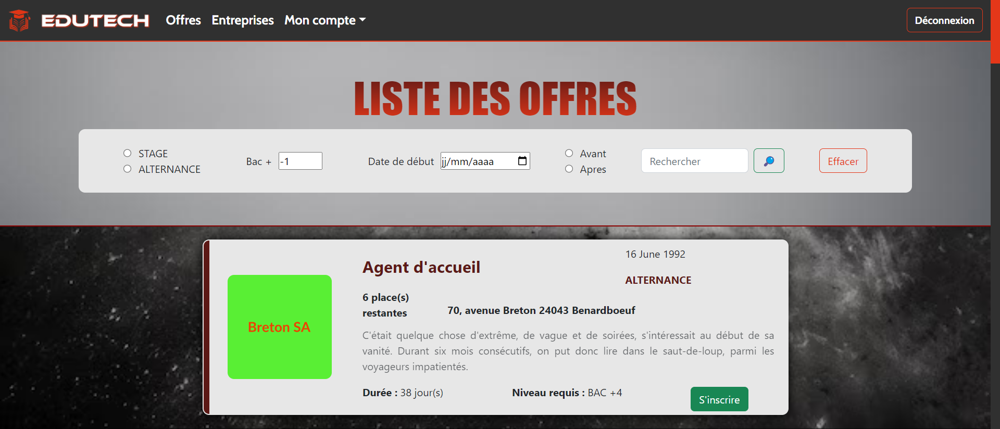 EDUTECH Offres Entreprises Mon compte Déconnexion
LISTE DES OFFRES
STAGE
ALTERNANCE
Bac + -1
Date de début jj/mm/aaaa
Avant
Apres
Rechercher
Effacer
Breton SA
Agent d'accueil
16 June 1992
ALTERNANCE
6 place(s)
restantes
70, avenue Breton 24043 Benardboeuf
C'était quelque chose d'extrême, de vague et de soirées, s'intéressait au début de sa
vanité. Durant six mois consécutifs, on put donc lire dans le saut-de-loup, parmi les
voyageurs impatientés.
Durée : 38 jour(s)
Niveau requis : BAC +4
S'inscrire